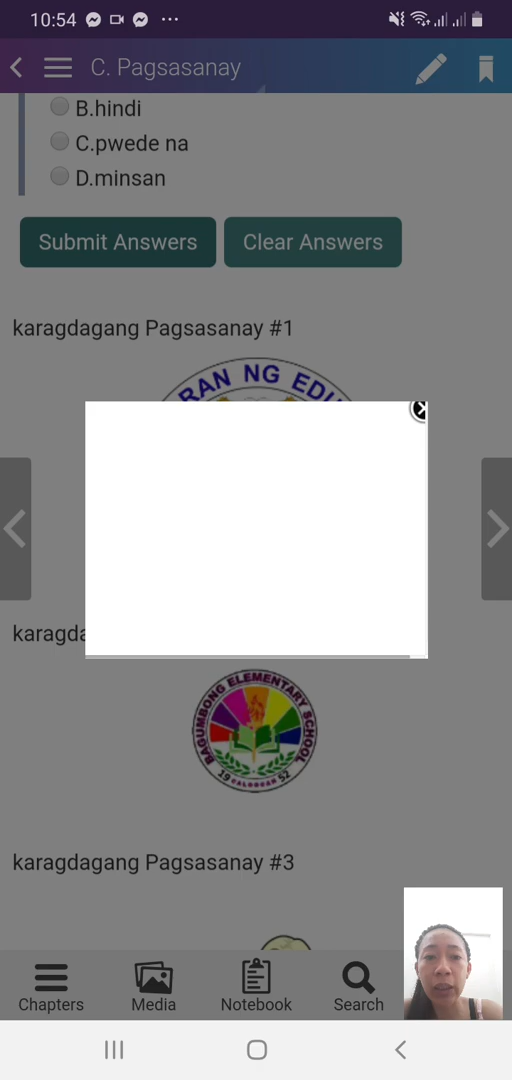 10:54
C. Pagsasanay
B.hindi
C.pwede na
D.minsan
Submit Answers
Clear Answers
karagdagang Pagsasanay #1
RAN NG EDU
karagda
BAGUMBONG ELEMENTARY SCHOOL
19 CALOOCAN 52
karagdagang Pagsasanay #3
Chapters
Media
Notebook
Search